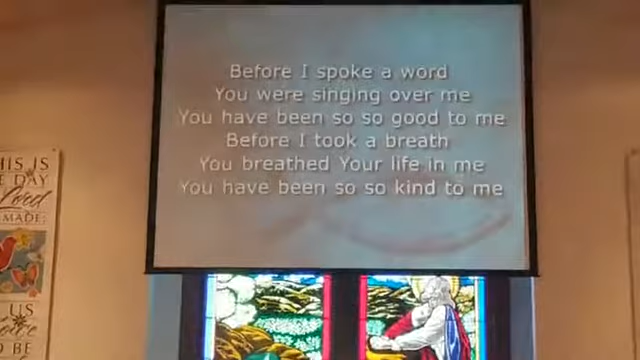 Before I spoke a word
You were singing over me
You have been so so good to me
Before I took a breath
You breathed Your life in me
You have been so so kind to me
HIS IS
E DAY
Lord
MADE
US
O BE